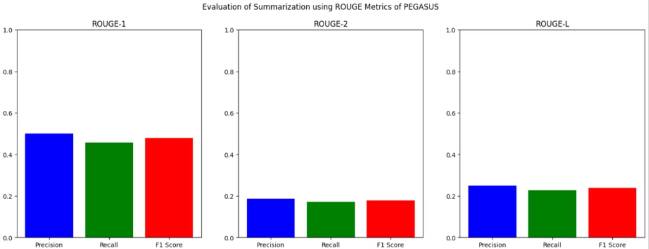 Evaluation of Summarization using ROUGE Metrics of PEGASUS
ROUGE-1
1.0
0.8
0.6
0.4
0.2
0.0
Precision Recall F1 Score
ROUGE-2
1.0
0.8
0.6
0.4
0.2
0.0
Precision Recall F1 Score
ROUGE-L
1.0
0.8
0.6
0.4
0.2
0.0
Precision Recall F1 Score